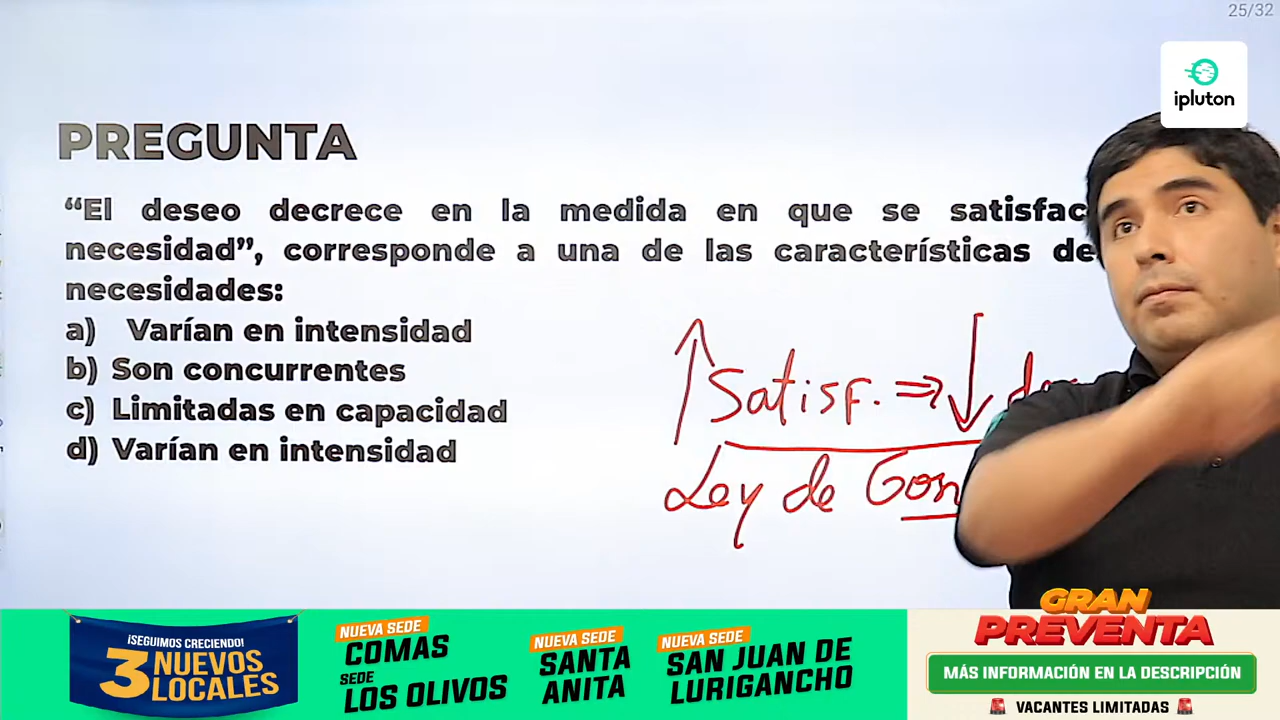 25/32
ipluton
PREGUNTA
“El deseo decrece en la medida en que se
necesidad”, corresponde a una de las características
necesidades:
a) Varían en intensidad
b) Son concurrentes
c) Limitadas en capacidad
d) Varían en intensidad
Satisf. ⇒
Ley de
¡SEGUIMOS CRECIENDO!
3 NUEVOS
LOCALES
NUEVA SEDE
COMAS
SEDE
LOS OLIVOS
NUEVA SEDE
SANTA
ANITA
NUEVA SEDE
SAN JUAN DE
LURIGANCHO
GRAN
PREVENTA
MÁS INFORMACIÓN EN LA DESCRIPCIÓN
VACANTES LIMITADAS